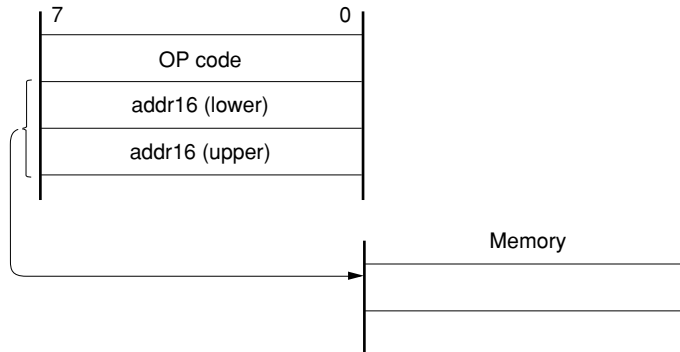 7 0
OP code
addr16 (lower)
addr16 (upper)
Memory